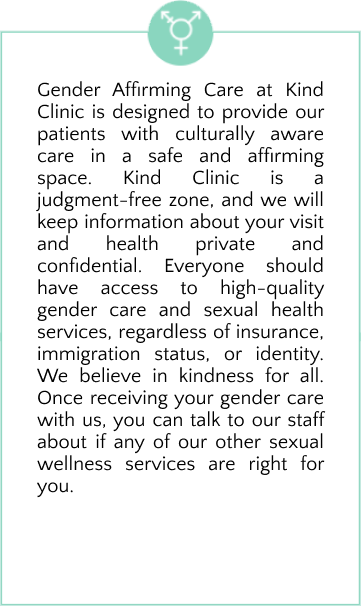 Gender Affirming Care at Kind
Clinic is designed to provide our
patients with culturally aware
care in a safe and affirming
space. Kind Clinic is a
judgment-free zone, and we will
keep information about your visit
and health private and
confidential. Everyone should
have access to high-quality
gender care and sexual health
services, regardless of insurance,
immigration status, or identity.
We believe in kindness for all.
Once receiving your gender care
with us, you can talk to our staff
about if any of our other sexual
wellness services are right for
you.